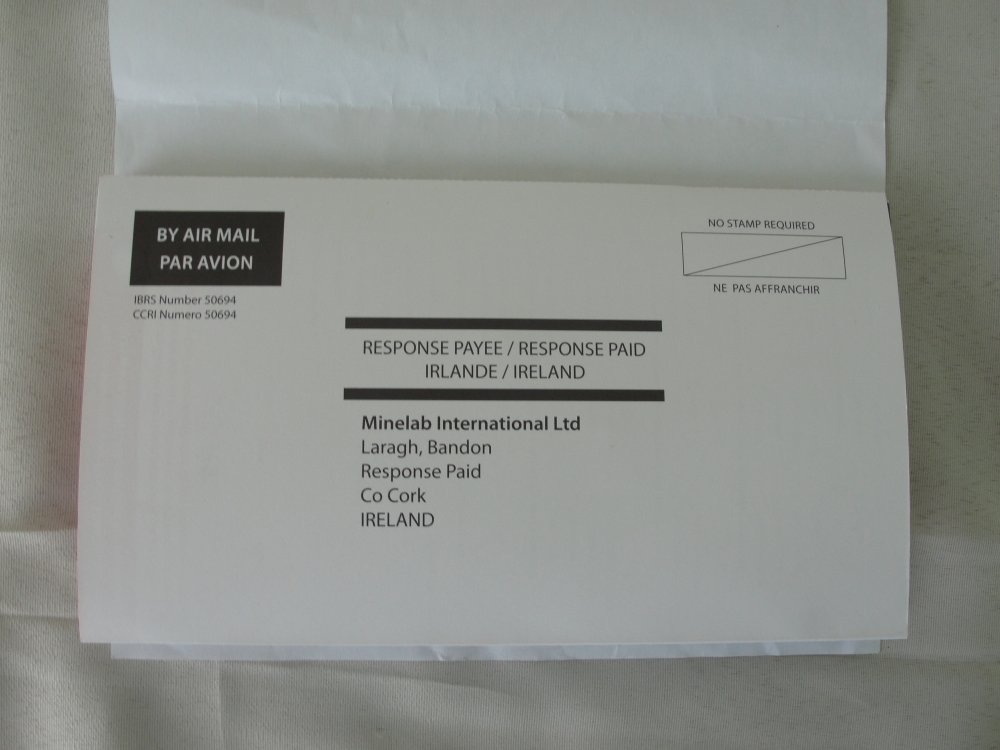 BY AIR MAIL
PAR AVION
IBRS Number 50694
CCRI Numero 50694
NO STAMP REQUIRED
NE PAS AFFRANCHIR
RESPONSE PAYEE / RESPONSE PAID
IRLANDE / IRELAND
Minelab International Ltd
Laragh, Bandon
Response Paid
Co Cork
IRELAND